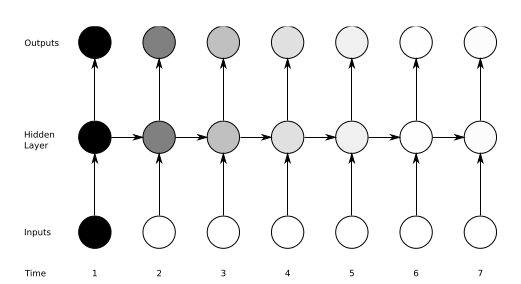 Outputs
Hidden
Layer
Inputs
Time 1 2 3 4 5 6 7